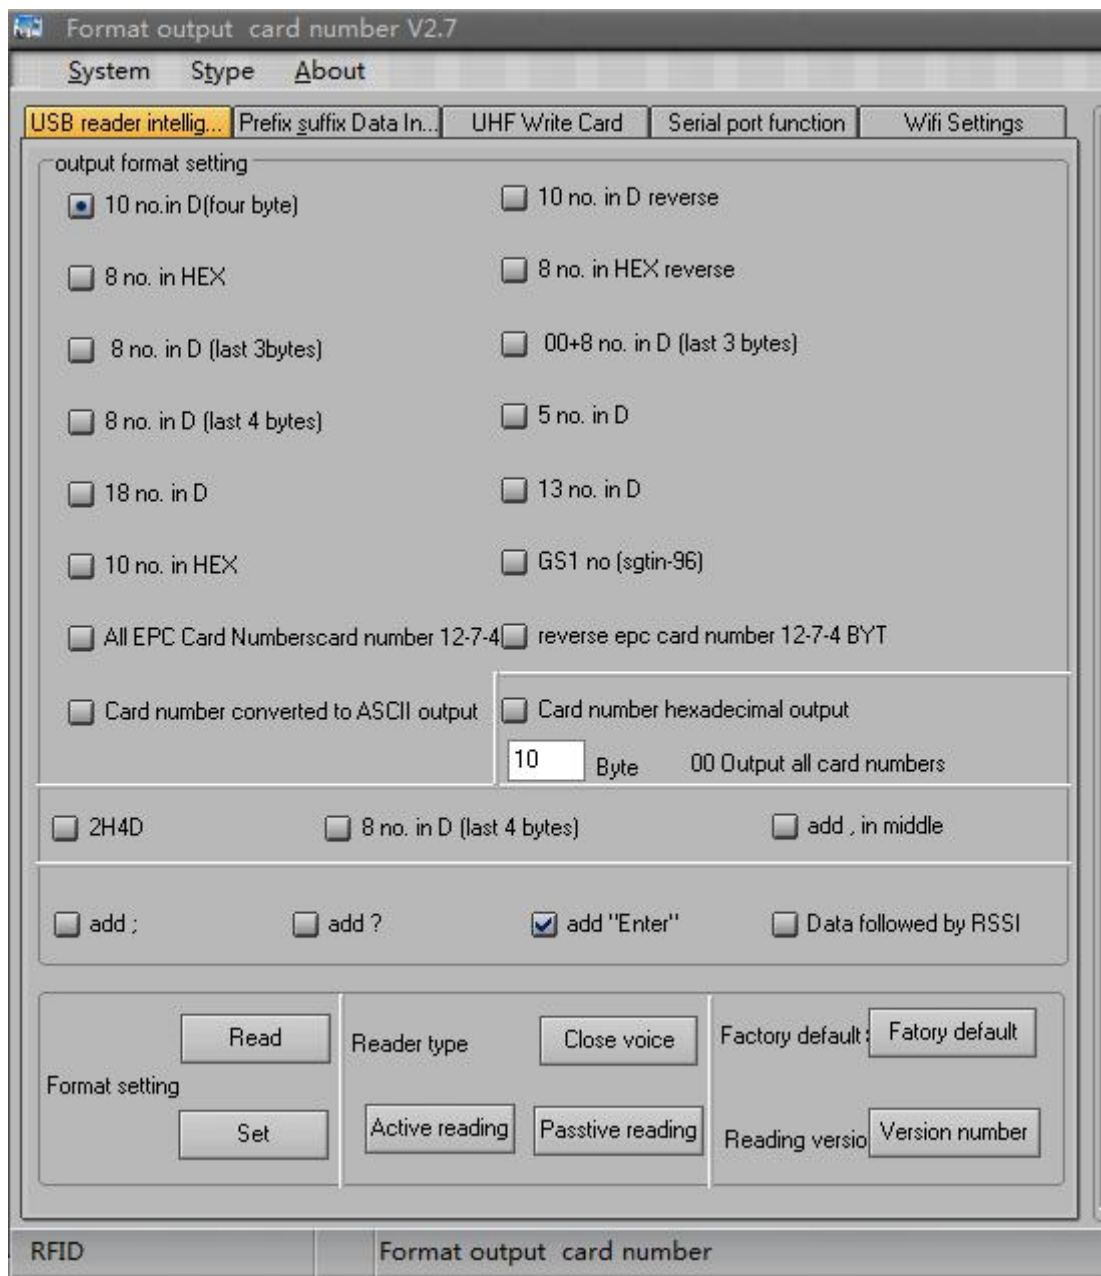 Format output card number V2.7
System Stype About
USB reader intellig... Prefix suffix Data In... UHF Write Card Serial port function Wifi Settings
output format setting
10 no.in D(four byte) 10 no. in D reverse
8 no. in HEX 8 no. in HEX reverse
8 no. in D (last 3bytes) 00+8 no. in D (last 3 bytes)
8 no. in D (last 4 bytes) 5 no. in D
18 no. in D 13 no. in D
10 no. in HEX GS1 no (sgtin-96)
All EPC Card Numberscard number 12-7-4 reverse epc card number 12-7-4 BYT
Card number converted to ASCII output Card number hexadecimal output
10 Byte 00 Output all card numbers
2H4D 8 no. in D (last 4 bytes) add , in middle
add ; add ? add "Enter" Data followed by RSSI
Read Reader type Close voice Factory default Fatory default
Format setting
Set Active reading Passtive reading Reading versio Version number
RFID Format output card number